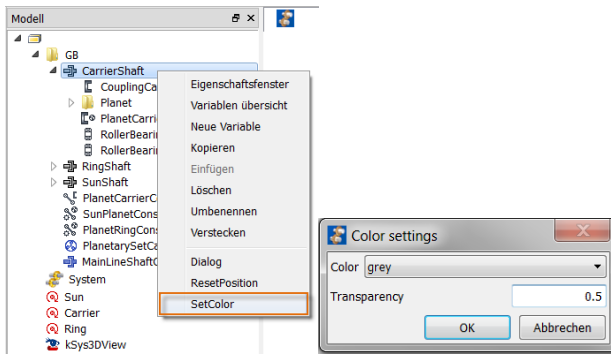 Modell
GB
CarrierShaft
CouplingCa
Planet
PlanetCarri
RollerBeari
RollerBeari
RingShaft
SunShaft
PlanetCarrierC
SunPlanetCons
PlanetRingCons
PlanetarySetCa
MainLineShaftC
System
Sun
Carrier
Ring
kSys3DView
Eigenschaftsfenster
Variablen übersicht
Neue Variable
Kopieren
Einfügen
Löschen
Umbenennen
Verstecken
Dialog
ResetPosition
SetColor
Color settings
Color grey
Transparency 0.5
OK Abbrechen